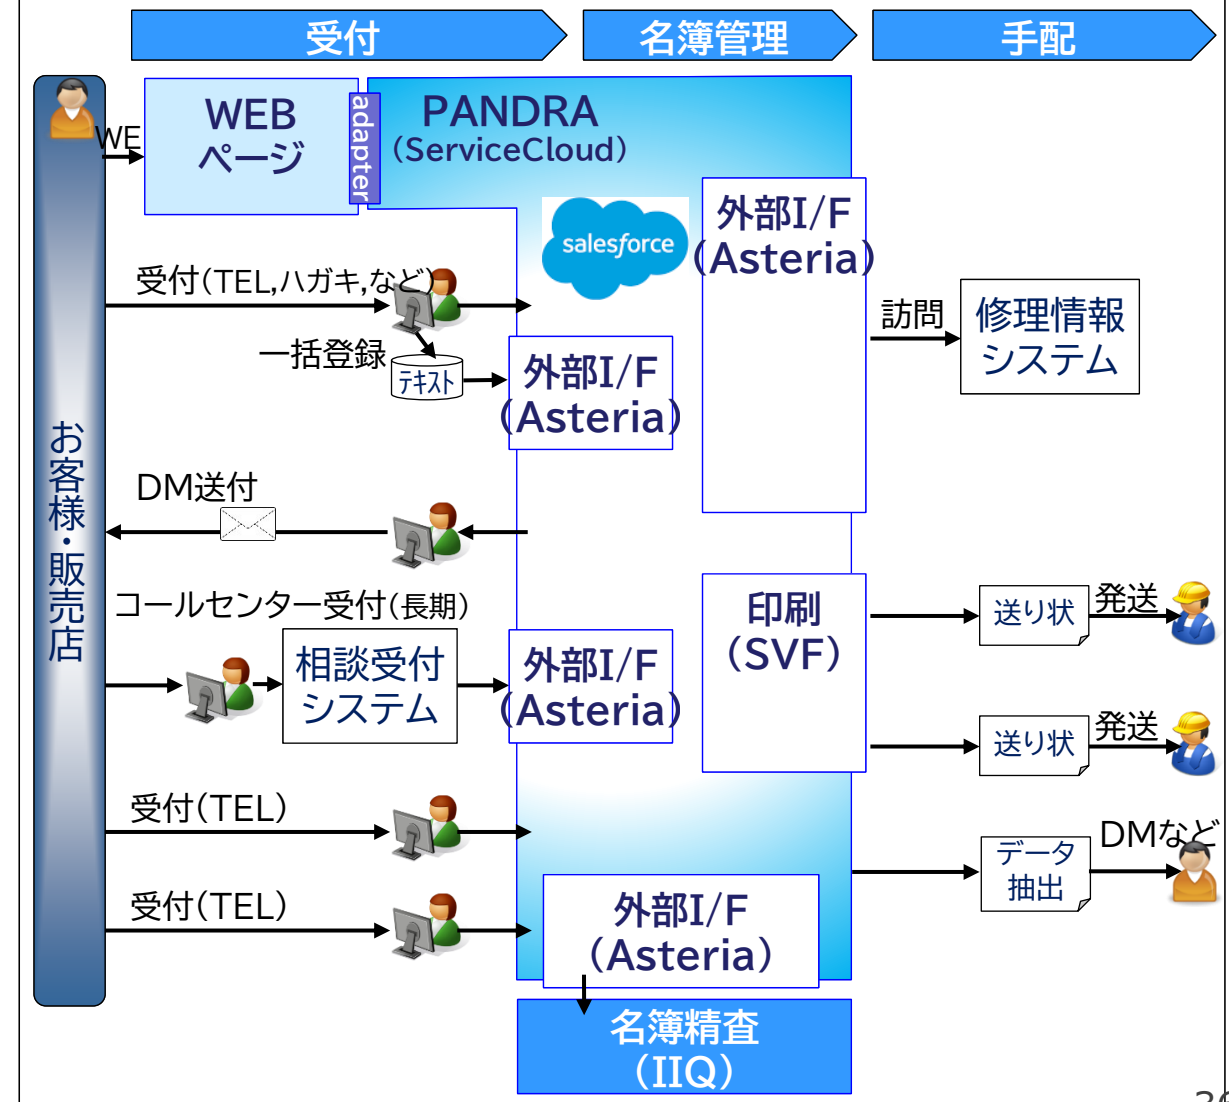 受付
名簿管理
手配
WE
WEB
ページ
adapter
PANDRA
(ServiceCloud)
salesforce
外部I/F
(Asteria)
受付(TEL,ハガキ,など)
一括登録
テキスト
外部I/F
(Asteria)
訪問
修理情報
システム
お客様・販売店
DM送付
コールセンター受付(長期)
相談受付
システム
外部I/F
(Asteria)
印刷
(SVF)
送り状
発送
送り状
発送
受付(TEL)
受付(TEL)
データ
抽出
DMなど
外部I/F
(Asteria)
名簿精査
(IIQ)